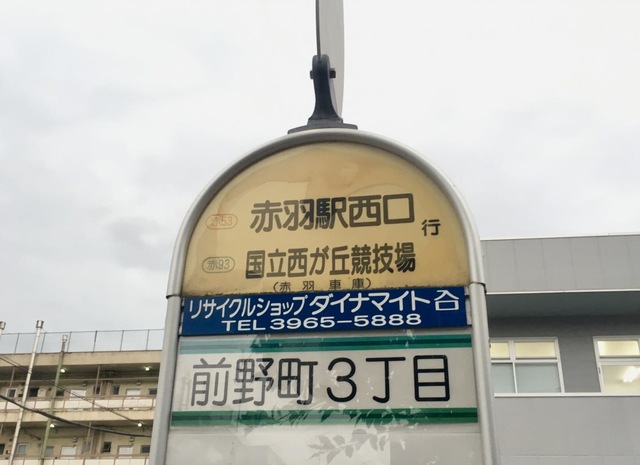 赤53 赤羽駅西口 行
赤93 国立西が丘競技場
(赤羽車庫)
リサイクルショップダイナマイト
TEL3965-5888
前野町3丁目